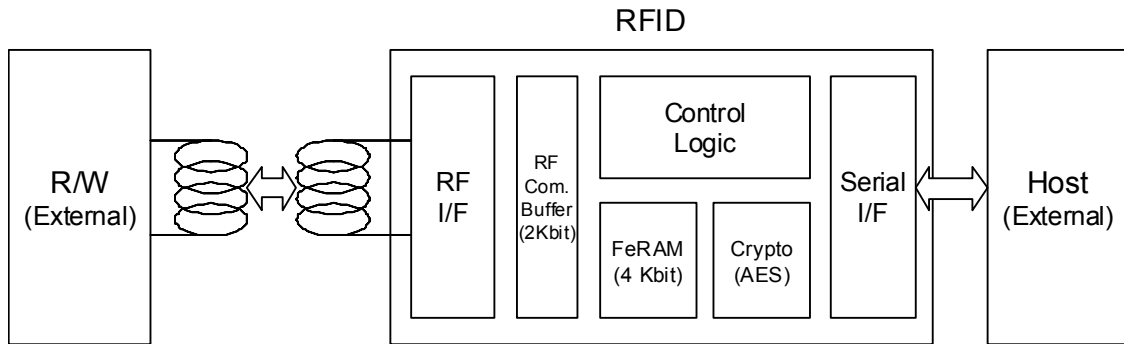 RFID
R/W
(External)
RF
I/F
RF
Com.
Buffer
(2Kbit)
Control
Logic
FeRAM
(4 Kbit)
Crypto
(AES)
Serial
I/F
Host
(External)